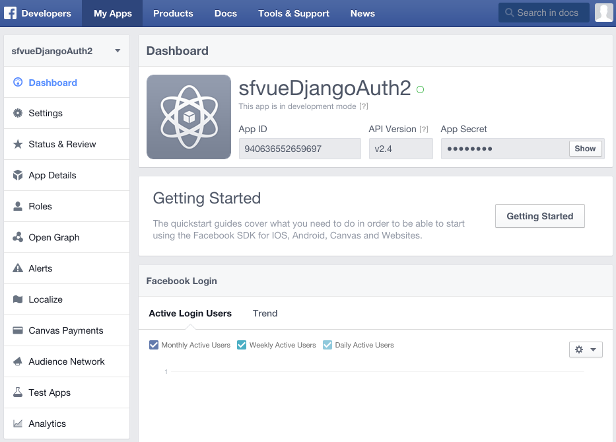 Developers My Apps Products Docs Tools & Support News Search in docs
sfvueDjangoAuth2
Dashboard
Settings
Status & Review
App Details
Roles
Open Graph
Alerts
Localize
Canvas Payments
Audience Network
Test Apps
Analytics
Dashboard
sfvueDjangoAuth2
This app is in development mode [?]
App ID API Version [?] App Secret
940636552659697 v2.4 ●●●●●●●● Show
Getting Started
The quickstart guides cover what you need to do in order to be able to start
using the Facebook SDK for iOS, Android, Canvas and Websites.
Getting Started
Facebook Login
Active Login Users Trend
Monthly Active Users Weekly Active Users Daily Active Users
1